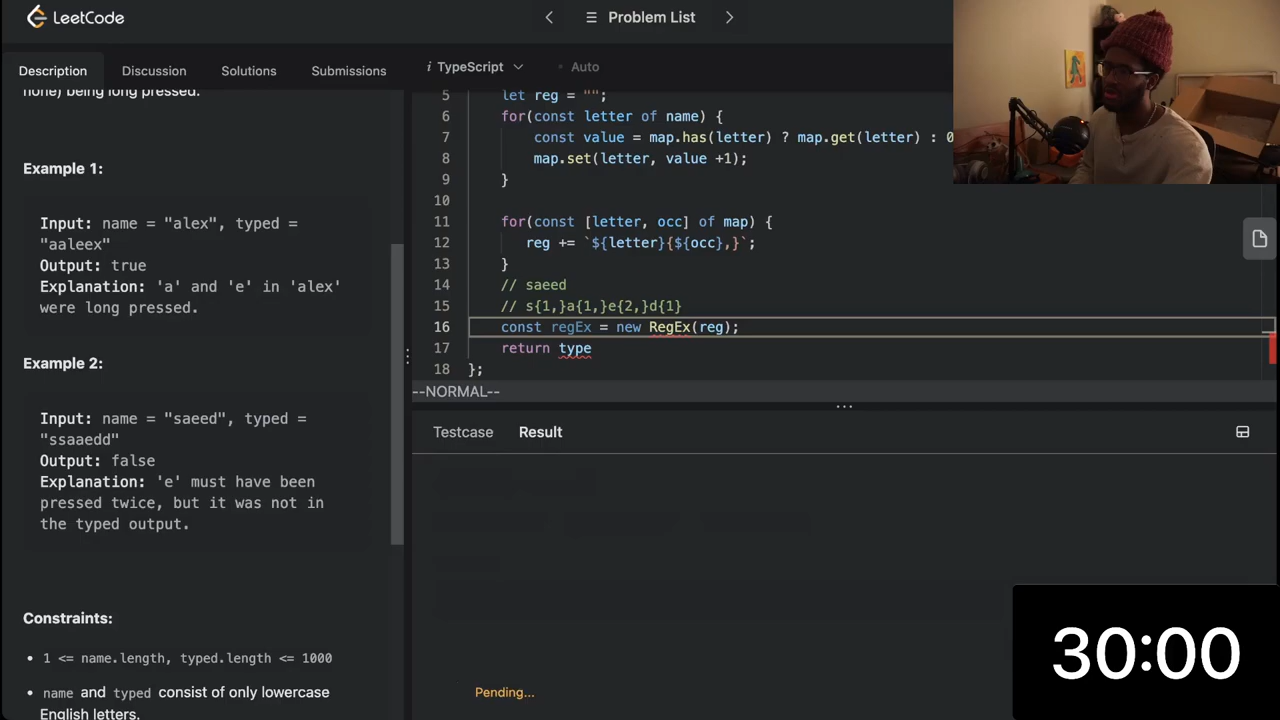 LeetCode
Problem List
Description
Discussion
Solutions
Submissions
none) being long pressed.
Example 1:
Input: name = "alex", typed =
"aaleex"
Output: true
Explanation: 'a' and 'e' in 'alex'
were long pressed.
Example 2:
Input: name = "saeed", typed =
"ssaaedd"
Output: false
Explanation: 'e' must have been
pressed twice, but it was not in
the typed output.
Constraints:
• 1 <= name.length, typed.length <= 1000
• name and typed consist of only lowercase
English letters.
i TypeScript
• Auto
5 let reg = "";
6 for(const letter of name) {
7 const value = map.has(letter) ? map.get(letter) : 0
8 map.set(letter, value +1);
9 }
10
11 for(const [letter, occ] of map) {
12 reg += `${letter}{${occ},}`;
13 }
14 // saeed
15 // s{1,}a{1,}e{2,}d{1}
16 const regEx = new RegEx(reg);
17 return type
18 };
--NORMAL--
Testcase
Result
Pending...
30:00